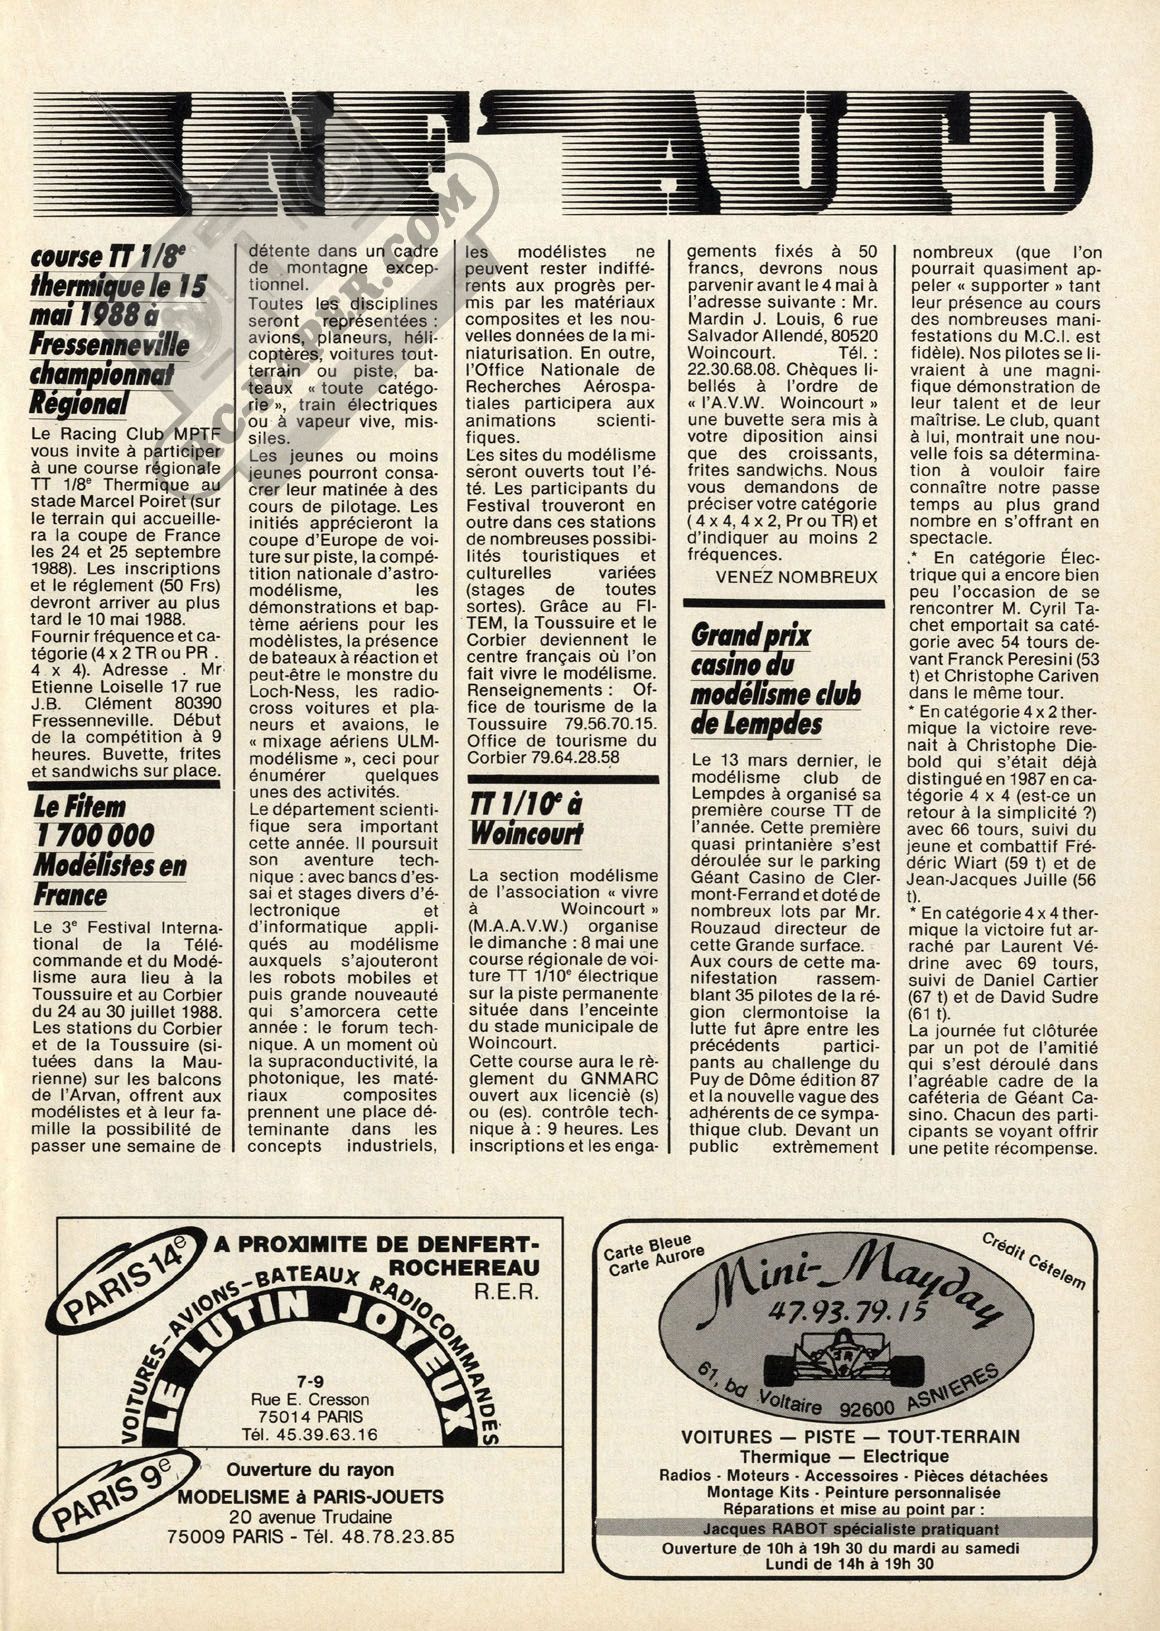 INF'AUTO
RC-PAPER.COM
course TT 1/8e
thermique le 15
mai 1988 à
Fressenneville
championnat
Régional
Le Racing Club MPTF
vous invite à participer
à une course régionale
TT 1/8e Thermique au
stade Marcel Poiret (sur
le terrain qui accueille-
ra la coupe de France
les 24 et 25 septembre
1988). Les inscriptions
et le réglement (50 Frs)
devront arriver au plus
tard le 10 mai 1988.
Fournir fréquence et ca-
tégorie (4 x 2 TR ou PR .
4 x 4). Adresse . Mr
Etienne Loiselle 17 rue
J.B. Clément 80390
Fressenneville. Début
de la compétition à 9
heures. Buvette, frites
et sandwichs sur place.
Le Fitem
1 700 000
Modélistes en
France
Le 3e Festival Interna-
tional de la Télé-
commande et du Modé-
lisme aura lieu à la
Toussuire et au Corbier
du 24 au 30 juillet 1988.
Les stations du Corbier
et de la Toussuire (si-
tuées dans la Mau-
rienne) sur les balcons
de l'Arvan, offrent aux
modélistes et à leur fa-
mille la possibilité de
passer une semaine de
détente dans un cadre
de montagne excep-
tionnel.
Toutes les disciplines
seront représentées :
avions, planeurs, héli-
coptères, voitures tout-
terrain ou piste, ba-
teaux « toute catégo-
rie », train électriques
ou à vapeur vive, mis-
siles.
Les jeunes ou moins
jeunes pourront consa-
crer leur matinée à des
cours de pilotage. Les
initiés apprécieront la
coupe d'Europe de voi-
ture sur piste, la compé-
tition nationale d'astro-
modélisme, les
démonstrations et bap-
tème aériens pour les
modèlistes, la présence
de bateaux à réaction et
peut-être le monstre du
Loch-Ness, les radio-
cross voitures et pla-
neurs et avaions, le
« mixage aériens ULM-
modélisme », ceci pour
énumérer quelques
unes des activités.
Le département scienti-
fique sera important
cette année. Il poursuit
son aventure tech-
nique : avec bancs d'es-
sai et stages divers d'é-
lectronique et
d'informatique appli-
qués au modélisme
auxquels s'ajouteront
les robots mobiles et
puis grande nouveauté
qui s'amorcera cette
année : le forum tech-
nique. A un moment où
la supraconductivité, la
photonique, les maté-
riaux composites
prennent une place dé-
teminante dans les
concepts industriels,
les modélistes ne
peuvent rester indiffé-
rents aux progrès per-
mis par les matériaux
composites et les nou-
velles données de la mi-
niaturisation. En outre,
l'Office Nationale de
Recherches Aérospa-
tiales participera aux
animations scienti-
fiques.
Les sites du modélisme
seront ouverts tout l'é-
té. Les participants du
Festival trouveront en
outre dans ces stations
de nombreuses possibi-
lités touristiques et
culturelles variées
(stages de toutes
sortes). Grâce au FI-
TEM, la Toussuire et le
Corbier deviennent le
centre français où l'on
fait vivre le modélisme.
Renseignements : Of-
fice de tourisme de la
Toussuire 79.56.70.15.
Office de tourisme du
Corbier 79.64.28.58
TT 1/10e à
Woincourt
La section modélisme
de l'association « vivre
à Woincourt »
(M.A.A.V.W.) organise
le dimanche : 8 mai une
course régionale de voi-
ture TT 1/10e électrique
sur la piste permanente
située dans l'enceinte
du stade municipale de
Woincourt.
Cette course aura le rè-
glement du GNMARC
ouvert aux licenciè (s)
ou (es). contrôle tech-
nique à : 9 heures. Les
inscriptions et les enga-
gements fixés à 50
francs, devrons nous
parvenir avant le 4 mai à
l'adresse suivante : Mr.
Mardin J. Louis, 6 rue
Salvador Allendé, 80520
Woincourt. Tél. :
22.30.68.08. Chèques li-
bellés à l'ordre de
« l'A.V.W. Woincourt »
une buvette sera mis à
votre diposition ainsi
que des croissants,
frites sandwichs. Nous
vous demandons de
préciser votre catégorie
( 4 x 4, 4 x 2, Pr ou TR) et
d'indiquer au moins 2
fréquences.
VENEZ NOMBREUX
Grand prix
casino du
modélisme club
de Lempdes
Le 13 mars dernier, le
modélisme club de
Lempdes à organisé sa
première course TT de
l'année. Cette première
quasi printanière s'est
déroulée sur le parking
Géant Casino de Cler-
mont-Ferrand et doté de
nombreux lots par Mr.
Rouzaud directeur de
cette Grande surface.
Aux cours de cette ma-
nifestation rassem-
blant 35 pilotes de la ré-
gion clermontoise la
lutte fut âpre entre les
précédents partici-
pants au challenge du
Puy de Dôme édition 87
et la nouvelle vague des
adhérents de ce sympa-
thique club. Devant un
public extrèmement
nombreux (que l'on
pourrait quasiment ap-
peler « supporter » tant
leur présence au cours
des nombreuses mani-
festations du M.C.I. est
fidèle). Nos pilotes se li-
vraient à une magni-
fique démonstration de
leur talent et de leur
maîtrise. Le club, quant
à lui, montrait une nou-
velle fois sa détermina-
tion à vouloir faire
connaître notre passe
temps au plus grand
nombre en s'offrant en
spectacle.
* En catégorie Élec-
trique qui a encore bien
peu l'occasion de se
rencontrer M. Cyril Ta-
chet emportait sa caté-
gorie avec 54 tours de-
vant Franck Peresini (53
t) et Christophe Cariven
dans le même tour.
* En catégorie 4 x 2 ther-
mique la victoire reve-
nait à Christophe Die-
bold qui s'était déjà
distingué en 1987 en ca-
tégorie 4 x 4 (est-ce un
retour à la simplicité ?)
avec 66 tours, suivi du
jeune et combattif Fré-
déric Wiart (59 t) et de
Jean-Jacques Juille (56
t).
* En catégorie 4 x 4 ther-
mique la victoire fut ar-
raché par Laurent Vé-
drine avec 69 tours,
suivi de Daniel Cartier
(67 t) et de David Sudre
(61 t).
La journée fut clôturée
par un pot de l'amitié
qui s'est déroulé dans
l'agréable cadre de la
caféteria de Géant Ca-
sino. Chacun des parti-
cipants se voyant offrir
une petite récompense.
PARIS 14e
A PROXIMITE DE DENFERT-
ROCHEREAU
R.E.R.
VOITURES-AVIONS-BATEAUX RADIOCOMMANDÉS
LE LUTIN JOYEUX
7-9
Rue E. Cresson
75014 PARIS
Tél. 45.39.63.16
PARIS 9e
Ouverture du rayon
MODELISME à PARIS-JOUETS
20 avenue Trudaine
75009 PARIS - Tél. 48.78.23.85
Carte Bleue
Carte Aurore
Crédit Cételem
Mini-Mayday
47.93.79.15
61, bd Voltaire 92600 ASNIERES
VOITURES — PISTE — TOUT-TERRAIN
Thermique — Electrique
Radios - Moteurs - Accessoires - Pièces détachées
Montage Kits - Peinture personnalisée
Réparations et mise au point par :
Jacques RABOT spécialiste pratiquant
Ouverture de 10h à 19h 30 du mardi au samedi
Lundi de 14h à 19h 30